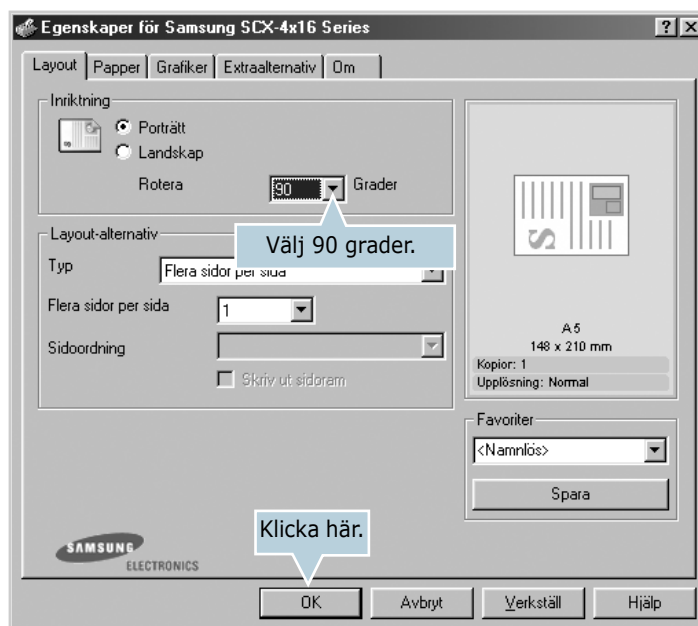 Egenskaper för Samsung SCX-4x16 Series
Layout Papper Grafiker Extraalternativ Om
Inriktning
Porträtt
Landskap
Rotera 90 Grader
Välj 90 grader.
Layout-alternativ
Typ Flera sidor per sida
Flera sidor per sida 1
Sidoordning
Skriv ut sidoram
S
A5
148 x 210 mm
Kopior: 1
Upplösning: Normal
Favoriter
<Namnlös>
Spara
Klicka här.
SAMSUNG
ELECTRONICS
OK Avbryt Verkställ Hjälp